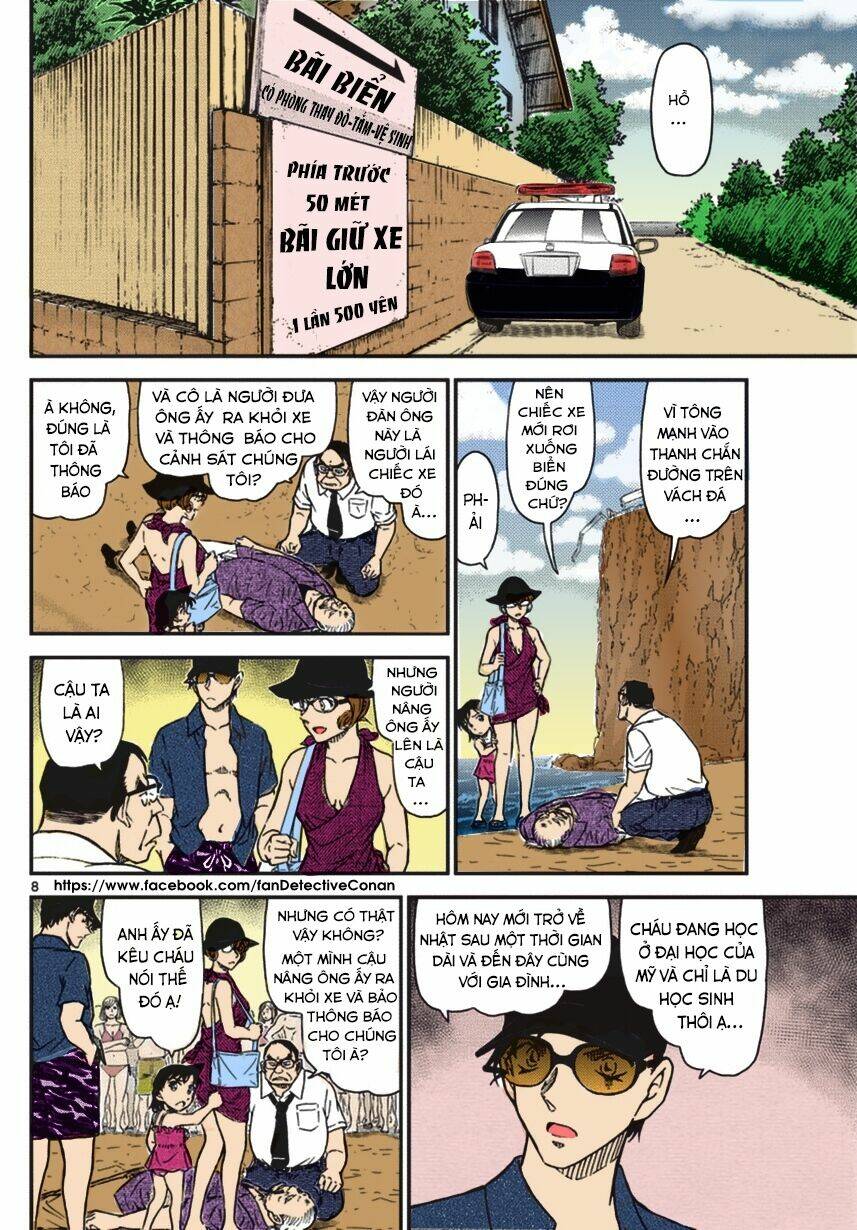 BÃI BIỂN
CÓ PHÒNG THAY ĐỒ-TẮM-VỆ SINH
PHÍA TRƯỚC
50 MÉT
BÃI GIỮ XE
LỚN
1 LẦN 500 YÊN
HỒ
...
VÌ TÔNG
MẠNH VÀO
THANH CHẮN
ĐƯỜNG TRÊN
VÁCH ĐÁ
...
NÊN
CHIẾC XE
MỚI RƠI
XUỐNG
BIỂN
ĐÚNG
CHỨ?
PH-
ẢI
VẬY NGƯỜI
ĐÀN ÔNG
NÀY LÀ
NGƯỜI LÁI
CHIẾC XE
ĐÓ
À...
VÀ CÔ LÀ NGƯỜI ĐƯA
ÔNG ẤY RA KHỎI XE
VÀ THÔNG BÁO CHO
CẢNH SÁT CHÚNG
TÔI?
À KHÔNG,
ĐÚNG LÀ
TÔI ĐÃ
THÔNG
BÁO
NHƯNG
NGƯỜI
NÂNG
ÔNG ẤY
LÊN LÀ
CẬU
TA
...
CẬU TA
LÀ AI
VẬY?
8
https://www.facebook.com/fanDetectiveConan
CHÁU ĐANG HỌC
Ở ĐẠI HỌC CỦA
MỸ VÀ CHỈ LÀ DU
HỌC SINH
THÔI Ạ...
HÔM NAY MỚI TRỞ VỀ
NHẬT SAU MỘT THỜI GIAN
DÀI VÀ ĐẾN ĐÂY CÙNG
VỚI GIA ĐÌNH...
NHƯNG CÓ THẬT
VẬY KHÔNG?
MỘT MÌNH CẬU
NÂNG ÔNG ẤY RA
KHỎI XE VÀ BẢO
THÔNG BÁO
CHO CHÚNG
TÔI À?
ANH ẤY ĐÃ
KÊU CHÁU
NÓI THẾ
ĐÓ Ạ!